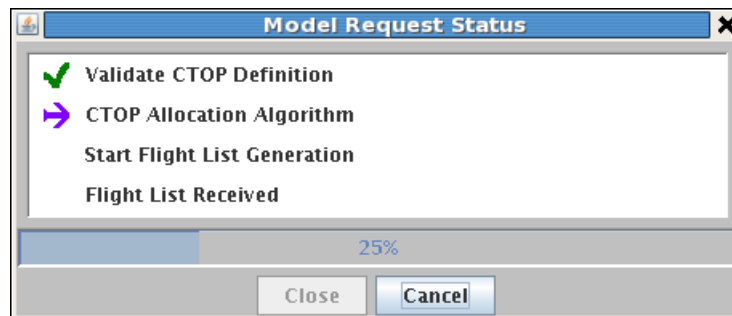 Model Request Status
Validate CTOP Definition
CTOP Allocation Algorithm
Start Flight List Generation
Flight List Received
25%
Close Cancel